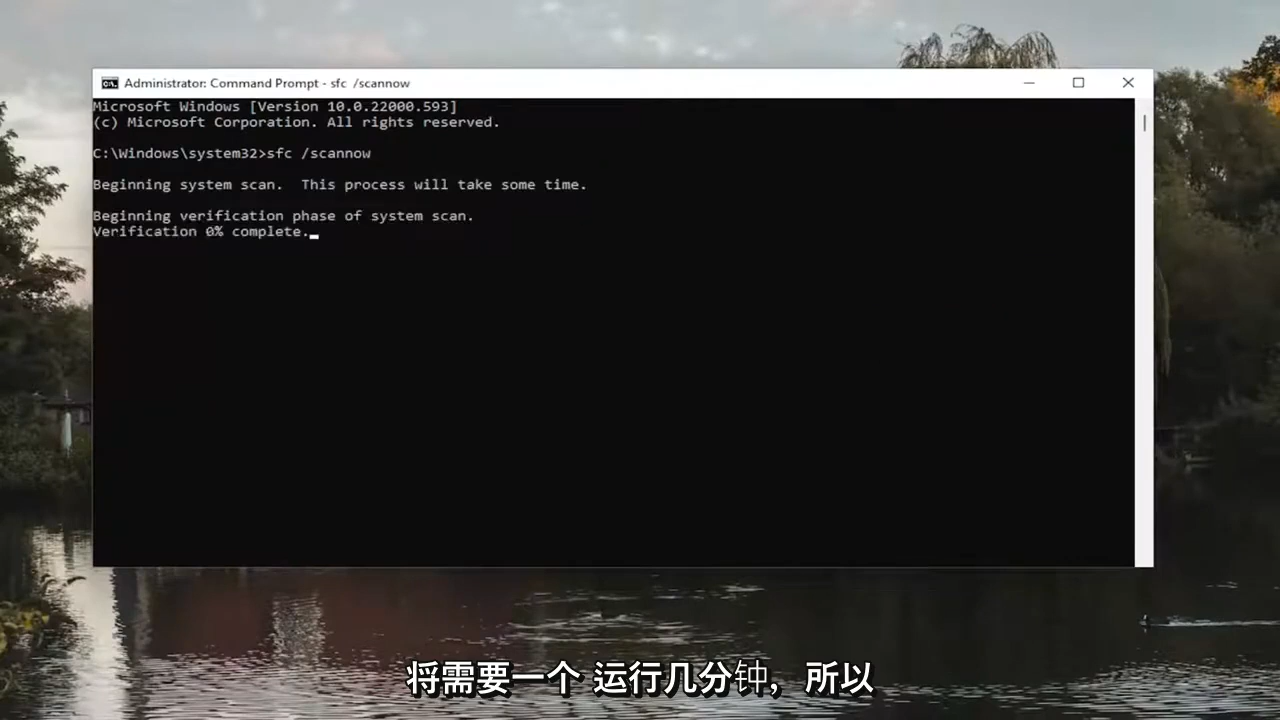 Administrator: Command Prompt - sfc /scannow
Microsoft Windows [Version 10.0.22000.593]
(c) Microsoft Corporation. All rights reserved.
C:\Windows\system32>sfc /scannow
Beginning system scan.  This process will take some time.
Beginning verification phase of system scan.
Verification 0% complete.
将需要一个 运行几分钟，所以